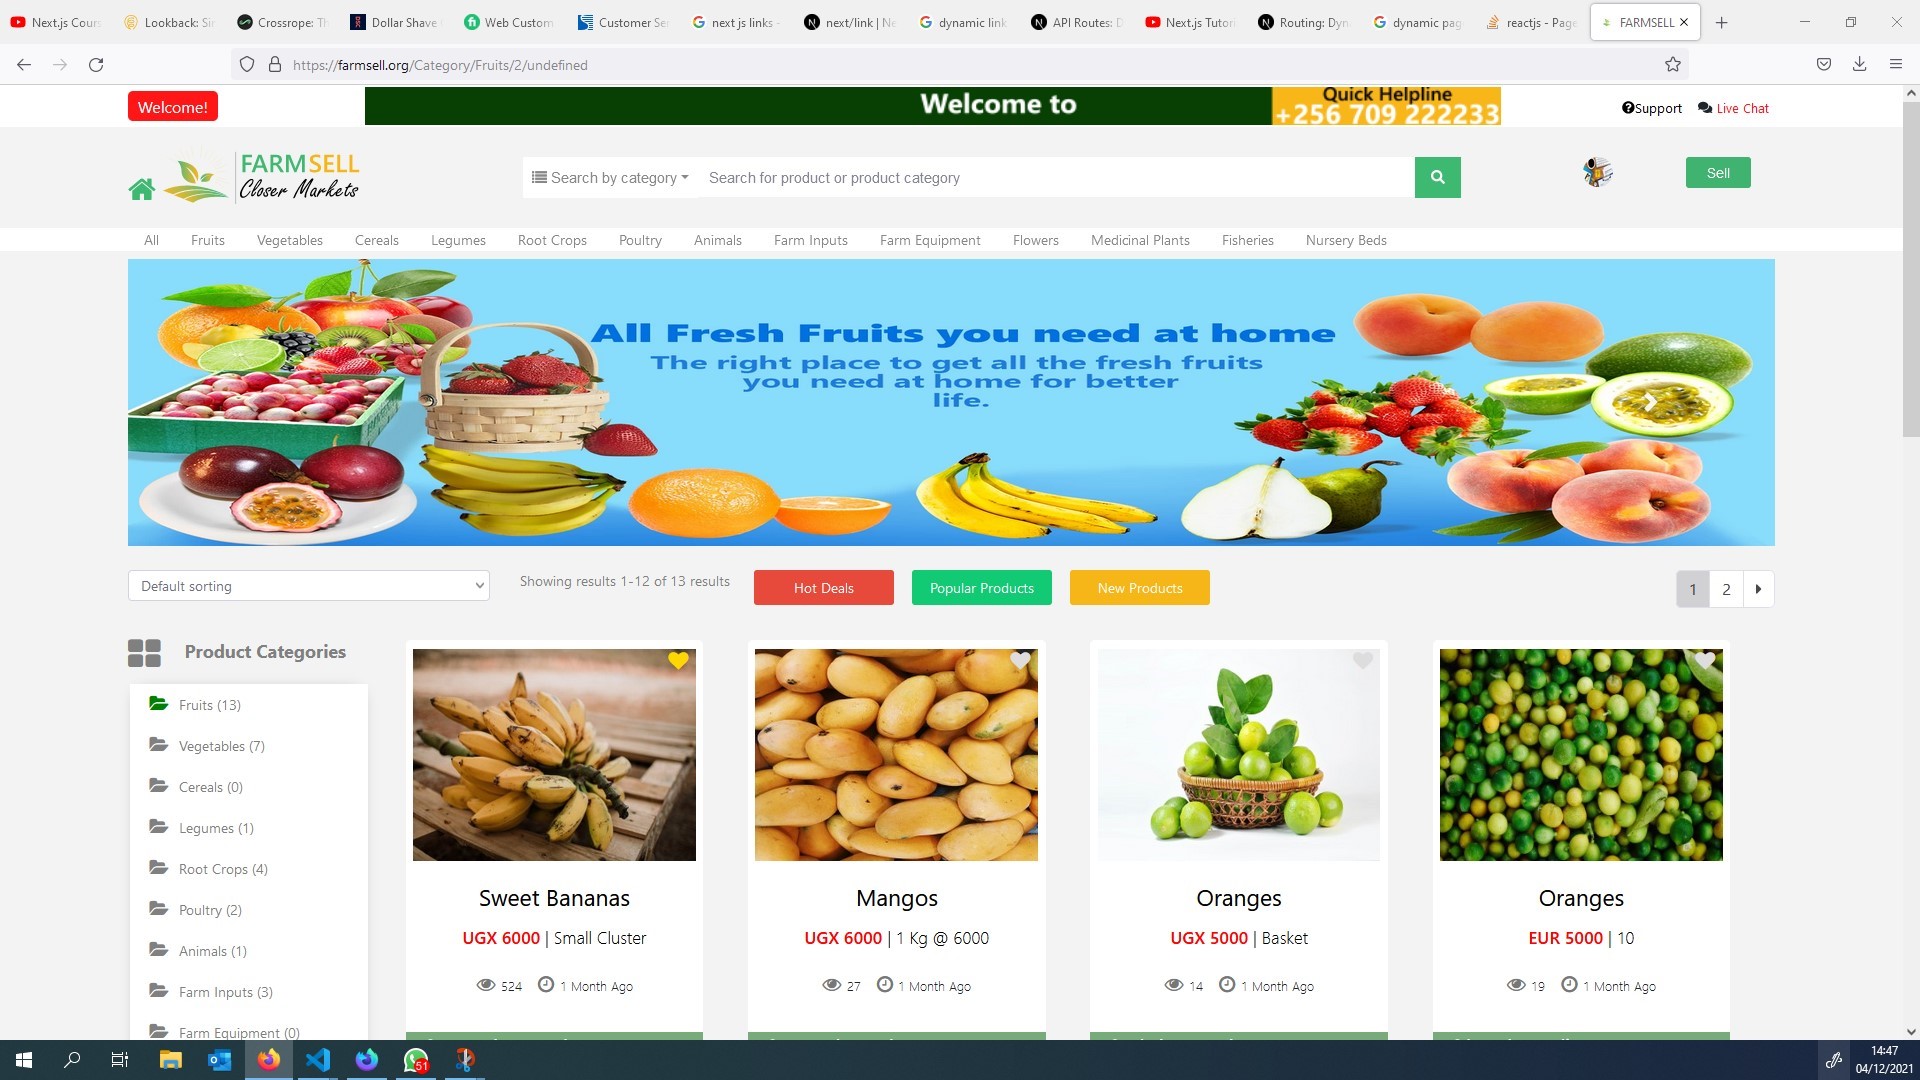 Next.js Cours
Lookback: Sin
Crossrope: Th
Dollar Shave
Web Custom
Customer Se
next js links -
next/link | Ne
dynamic link
API Routes: D
Next.js Tutori
Routing: Dyn
dynamic pag
reactjs - Page
FARMSELL
https://farmsell.org/Category/Fruits/2/undefined
Welcome!
Welcome to
Quick Helpline
+256 709 222233
Support
Live Chat
FARMSELL
Closer Markets
Search by category
Search for product or product category
Sell
All Fruits Vegetables Cereals Legumes Root Crops Poultry Animals Farm Inputs Farm Equipment Flowers Medicinal Plants Fisheries Nursery Beds
All Fresh Fruits you need at home
The right place to get all the fresh fruits
you need at home for better
life.
Default sorting
Showing results 1-12 of 13 results
Hot Deals
Popular Products
New Products
1 2
Product Categories
Fruits (13)
Vegetables (7)
Cereals (0)
Legumes (1)
Root Crops (4)
Poultry (2)
Animals (1)
Farm Inputs (3)
Farm Equipment (0)
Sweet Bananas
UGX 6000 | Small Cluster
524 1 Month Ago
Mangos
UGX 6000 | 1 Kg @ 6000
27 1 Month Ago
Oranges
UGX 5000 | Basket
14 1 Month Ago
Oranges
EUR 5000 | 10
19 1 Month Ago
51
14:47
04/12/2021